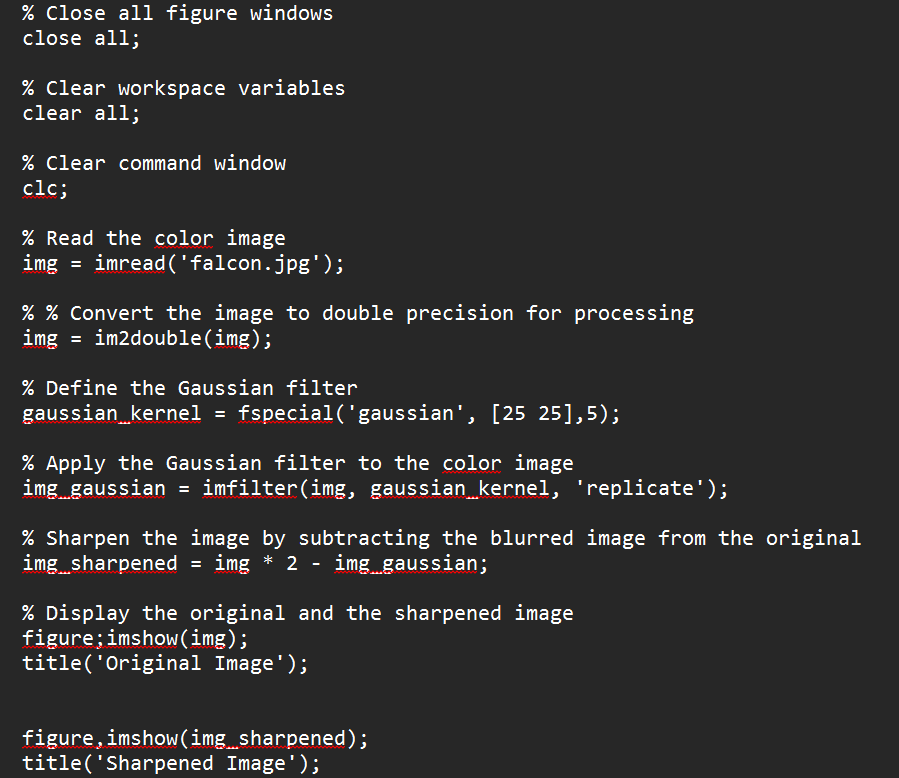 % Close all figure windows
close all;
% Clear workspace variables
clear all;
% Clear command window
clc;
% Read the color image
img = imread('falcon.jpg');
% % Convert the image to double precision for processing
img = im2double(img);
% Define the Gaussian filter
gaussian_kernel = fspecial('gaussian', [25 25],5);
% Apply the Gaussian filter to the color image
img_gaussian = imfilter(img, gaussian_kernel, 'replicate');
% Sharpen the image by subtracting the blurred image from the original
img_sharpened = img * 2 - img_gaussian;
% Display the original and the sharpened image
figure;imshow(img);
title('Original Image');
figure,imshow(img_sharpened);
title('Sharpened Image');